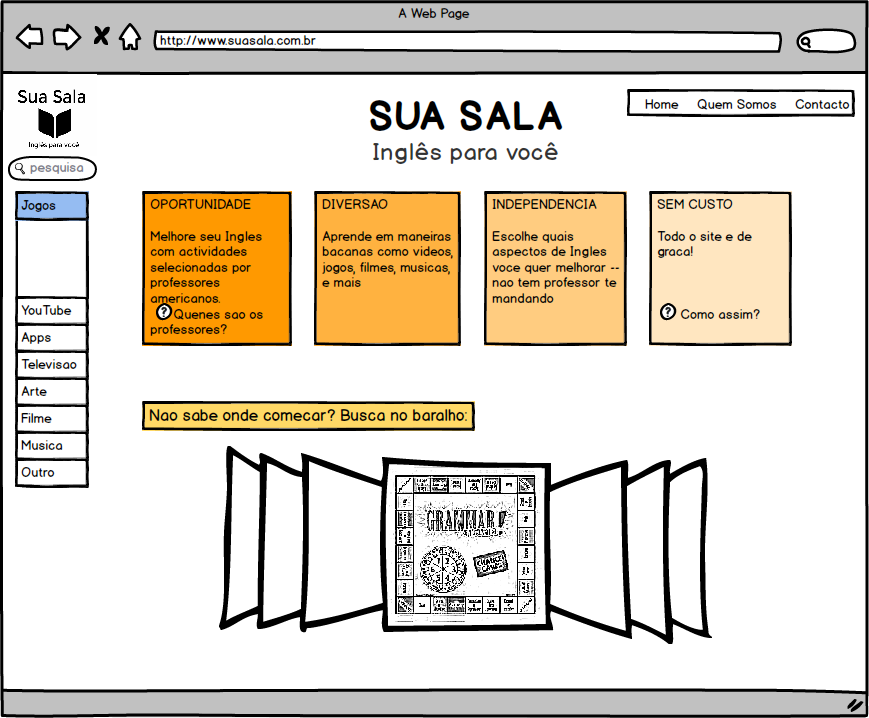 A Web Page
http://www.suasala.com.br
Sua Sala
Inglês para você
pesquisa
SUA SALA
Inglês para você
Home Quem Somos Contacto
Jogos
YouTube
Apps
Televisao
Arte
Filme
Musica
Outro
OPORTUNIDADE
Melhore seu Ingles
com actividades
selecionadas por
professores
americanos.
? Quenes sao os
professores?
DIVERSAO
Aprende em maneiras
bacanas como videos,
jogos, filmes, musicas,
e mais
INDEPENDENCIA
Escolhe quais
aspectos de Ingles
voce quer melhorar --
nao tem professor te
mandando
SEM CUSTO
Todo o site e de
graca!
? Como assim?
Nao sabe onde comecar? Busca no baralho:
GRAMMAR